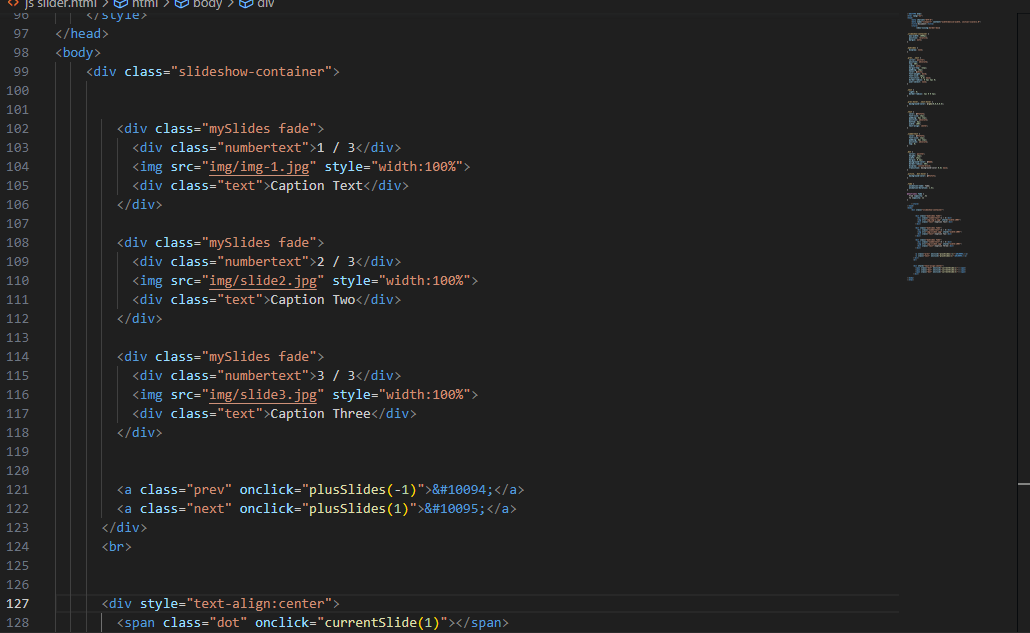 js slider.html > html > body > div
96 </style>
97 </head>
98 <body>
99 <div class="slideshow-container">
100
101
102 <div class="mySlides fade">
103 <div class="numbertext">1 / 3</div>
104 <img src="img/img-1.jpg" style="width:100%">
105 <div class="text">Caption Text</div>
106 </div>
107
108 <div class="mySlides fade">
109 <div class="numbertext">2 / 3</div>
110 <img src="img/slide2.jpg" style="width:100%">
111 <div class="text">Caption Two</div>
112 </div>
113
114 <div class="mySlides fade">
115 <div class="numbertext">3 / 3</div>
116 <img src="img/slide3.jpg" style="width:100%">
117 <div class="text">Caption Three</div>
118 </div>
119
120
121 <a class="prev" onclick="plusSlides(-1)">&#10094;</a>
122 <a class="next" onclick="plusSlides(1)">&#10095;</a>
123 </div>
124 <br>
125
126
127 <div style="text-align:center">
128 <span class="dot" onclick="currentSlide(1)"></span>